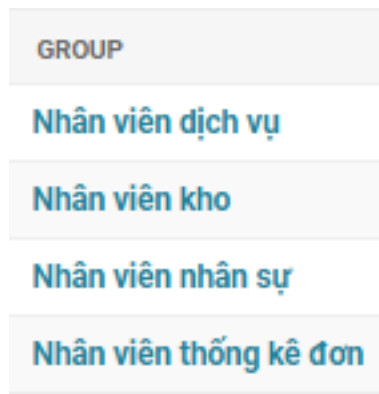 GROUP
Nhân viên dịch vụ
Nhân viên kho
Nhân viên nhân sự
Nhân viên thống kê đơn